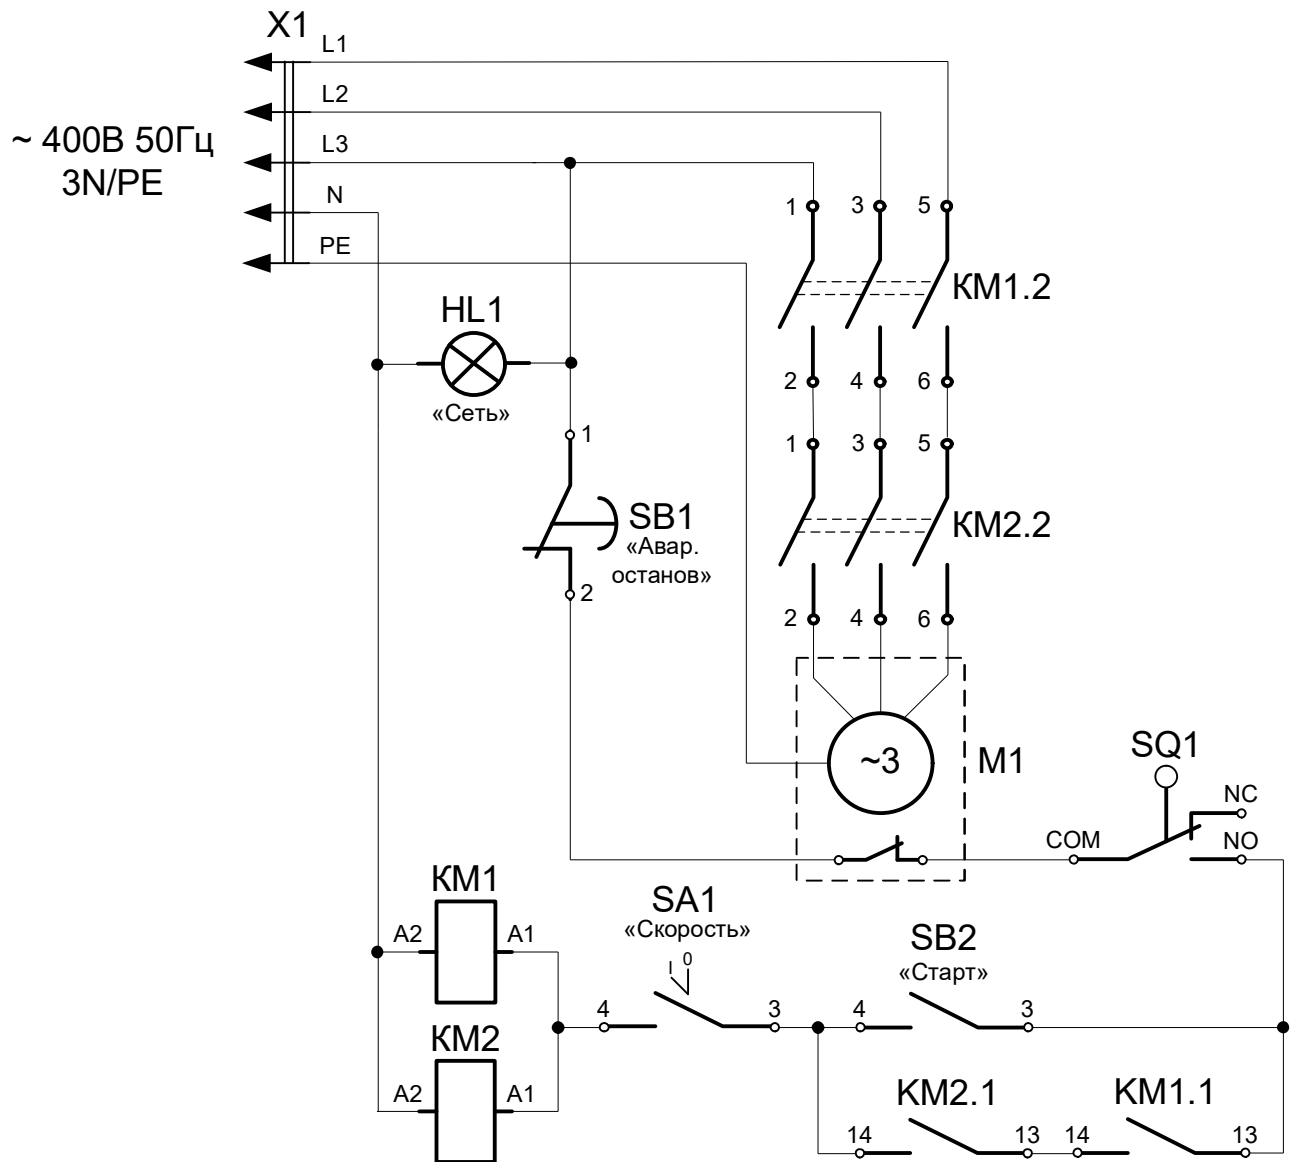 X1
L1
L2
~ 400В 50Гц
3N/PE
L3
N
PE
1 3 5
КМ1.2
HL1
«Сеть»
2 4 6
1
1 3 5
SB1
«Авар.
останов»
КМ2.2
2
2 4 6
~3
М1
SQ1
NC
COM
NO
КМ1
A2 A1
SA1
«Скорость»
I 0
4 3
SB2
«Старт»
4 3
КМ2
A2 A1
КМ2.1
14 13
КМ1.1
14 13